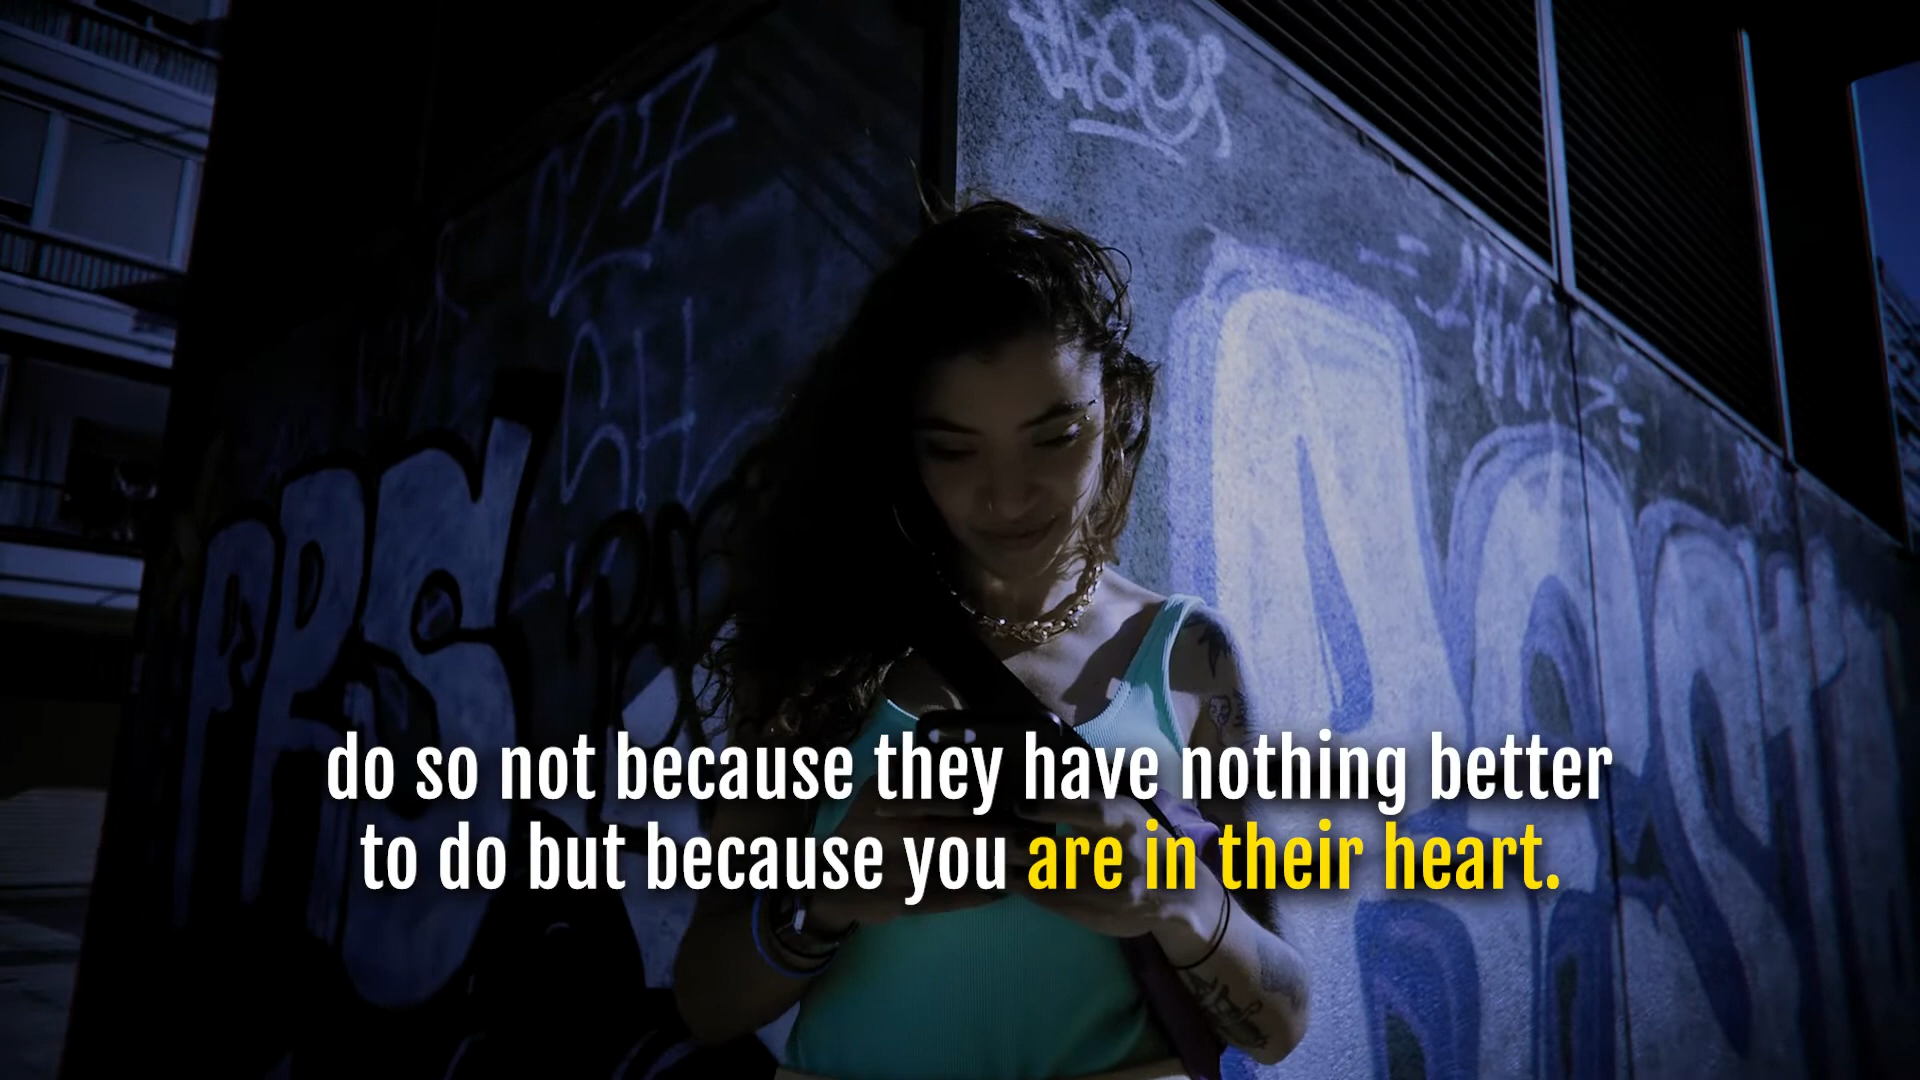 do so not because they have nothing better
to do but because you are in their heart.